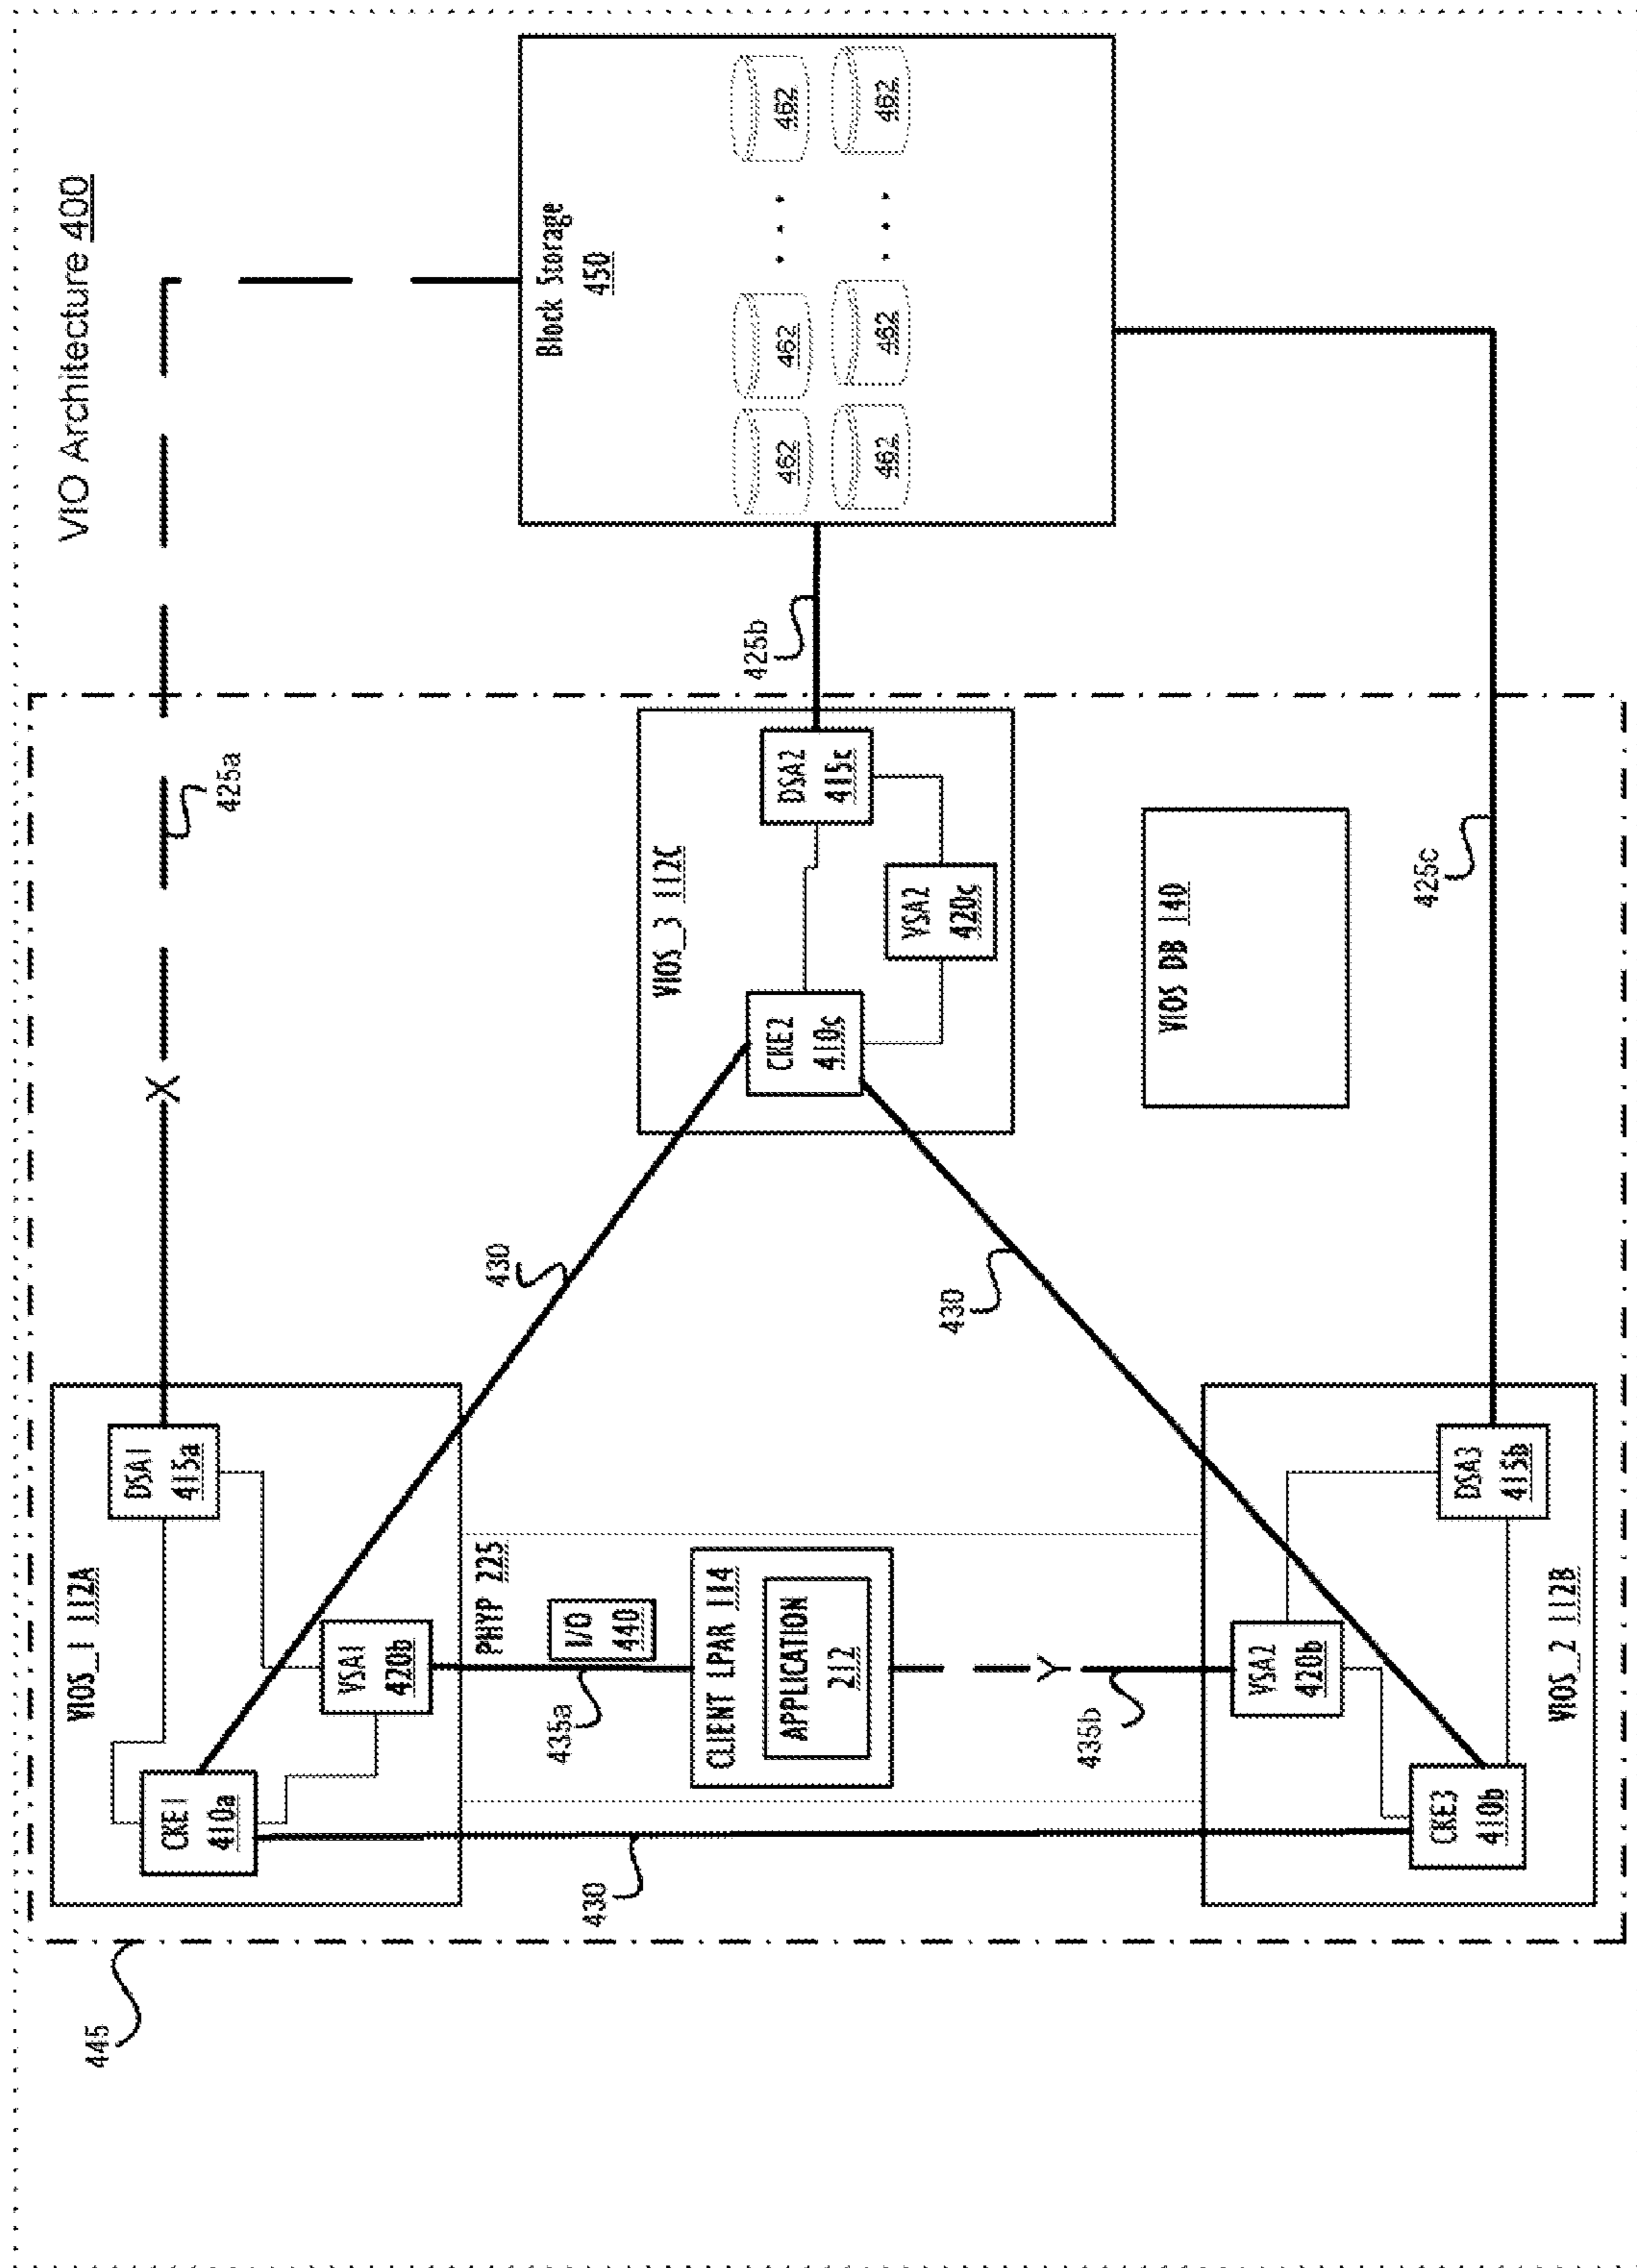 VIO Architecture 400
445
VIOS_1 112A
CKE1
410a
DSA1
415a
VSA1
420b
X
425a
430
PHYP 225
I/O
440
435a
CLIENT LPAR 114
APPLICATION
212
430
Y
435b
430
VIOS_3 112C
CKE2
410c
DSA2
415c
VSA2
420c
425b
Block Storage
450
462
462
. . .
462
462
462
. . .
462
VIOS DB 140
425c
VSA2
420b
CKE3
410b
DSA3
415b
VIOS_2 112B